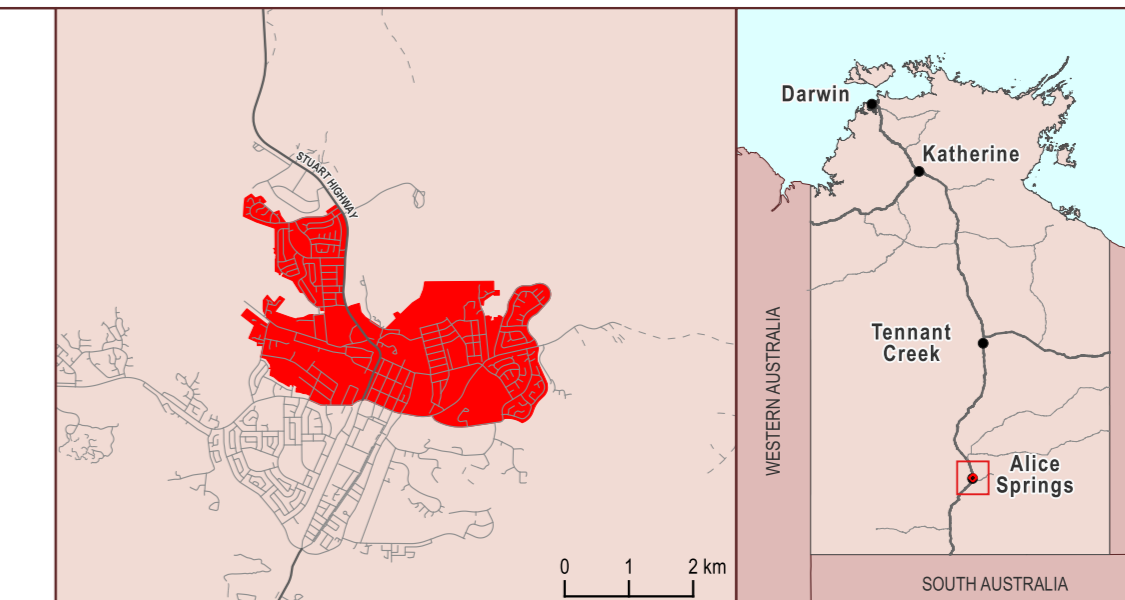 STUART HIGHWAY
0 1 2 km
Darwin
Katherine
Tennant
Creek
Alice
Springs
WESTERN AUSTRALIA
SOUTH AUSTRALIA